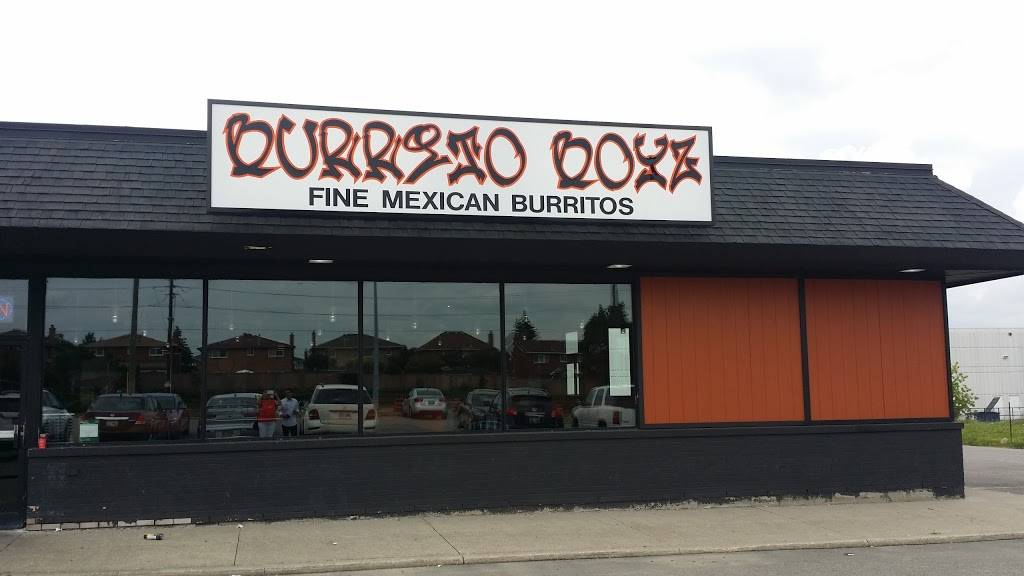 BURRITO BOYZ
FINE MEXICAN BURRITOS